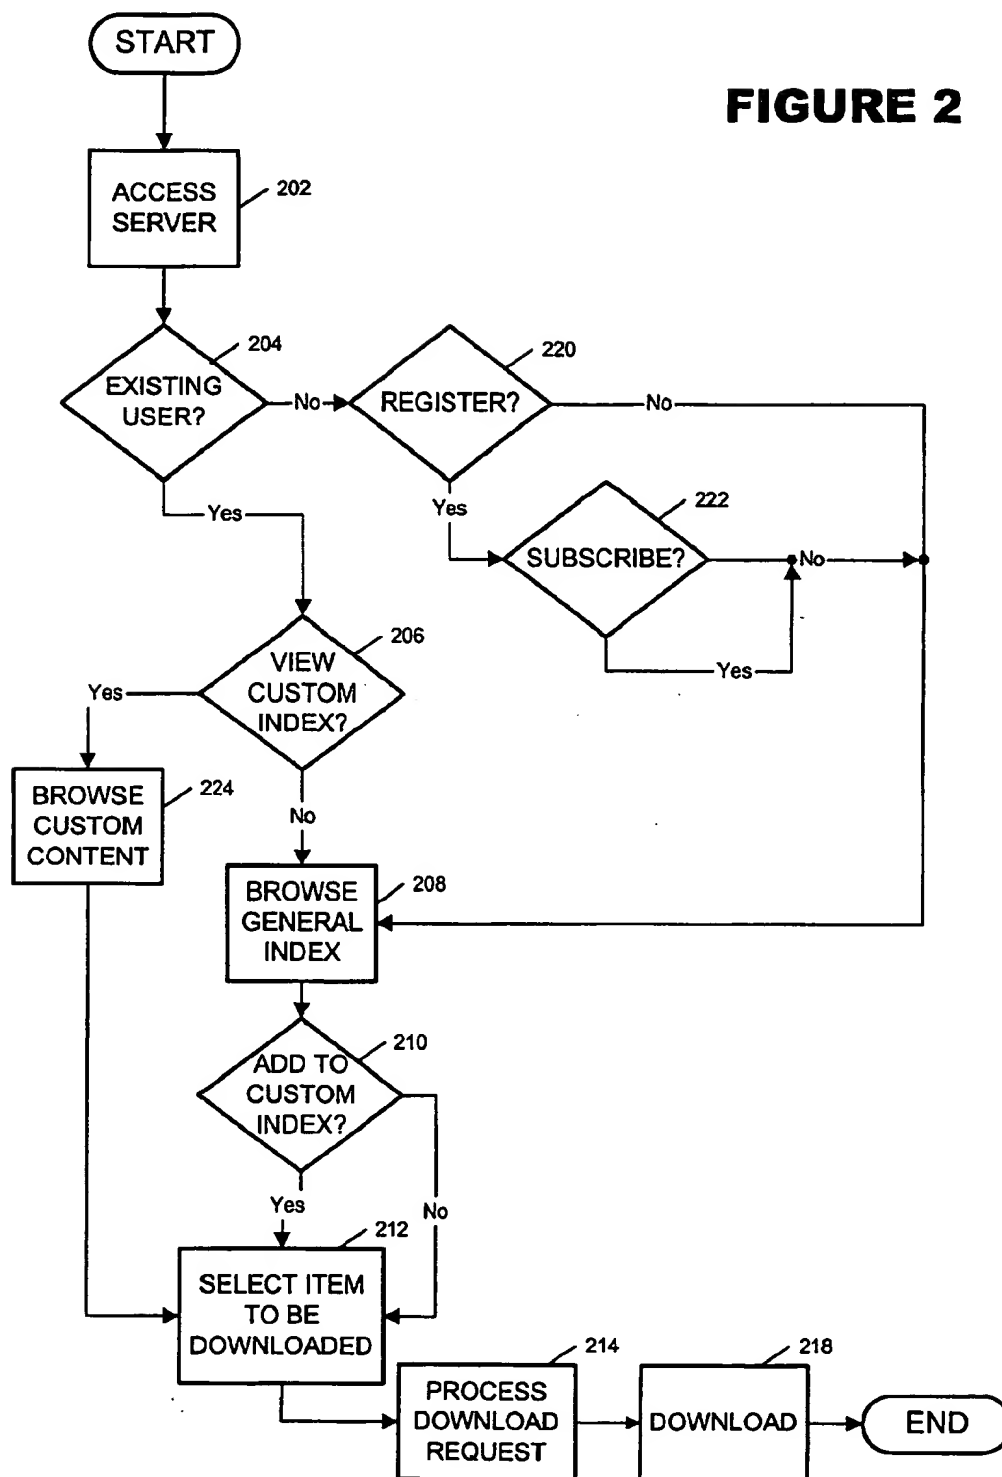 START
FIGURE 2
ACCESS
SERVER
202
EXISTING
USER?
204
No
REGISTER?
220
No
Yes
Yes
SUBSCRIBE?
222
No
Yes
VIEW
CUSTOM
INDEX?
206
Yes
BROWSE
CUSTOM
CONTENT
224
No
BROWSE
GENERAL
INDEX
208
ADD TO
CUSTOM
INDEX?
210
Yes
No
SELECT ITEM
TO BE
DOWNLOADED
212
PROCESS
DOWNLOAD
REQUEST
214
DOWNLOAD
218
END